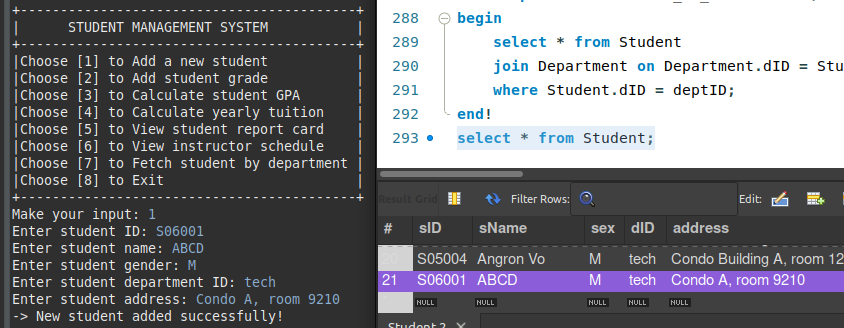 +-----------------------------------------+
|      STUDENT MANAGEMENT SYSTEM          |
+-----------------------------------------+
|Choose [1] to Add a new student          |
|Choose [2] to Add student grade          |
|Choose [3] to Calculate student GPA      |
|Choose [4] to Calculate yearly tuition   |
|Choose [5] to View student report card   |
|Choose [6] to View instructor schedule   |
|Choose [7] to Fetch student by department |
|Choose [8] to Exit                       |
+-----------------------------------------+
Make your input: 1
Enter student ID: S06001
Enter student name: ABCD
Enter student gender: M
Enter student department ID: tech
Enter student address: Condo A, room 9210
-> New student added successfully!
288 begin
289 select * from Student
290 join Department on Department.dID = Stu
291 where Student.dID = deptID;
292 end!
293 select * from Student;
Result Grid Filter Rows: Edit:
# sID sName sex dID address
20 S05004 Angron Vo M tech Condo Building A, room 12
21 S06001 ABCD M tech Condo A, room 9210
NULL NULL NULL NULL NULL
Student 2